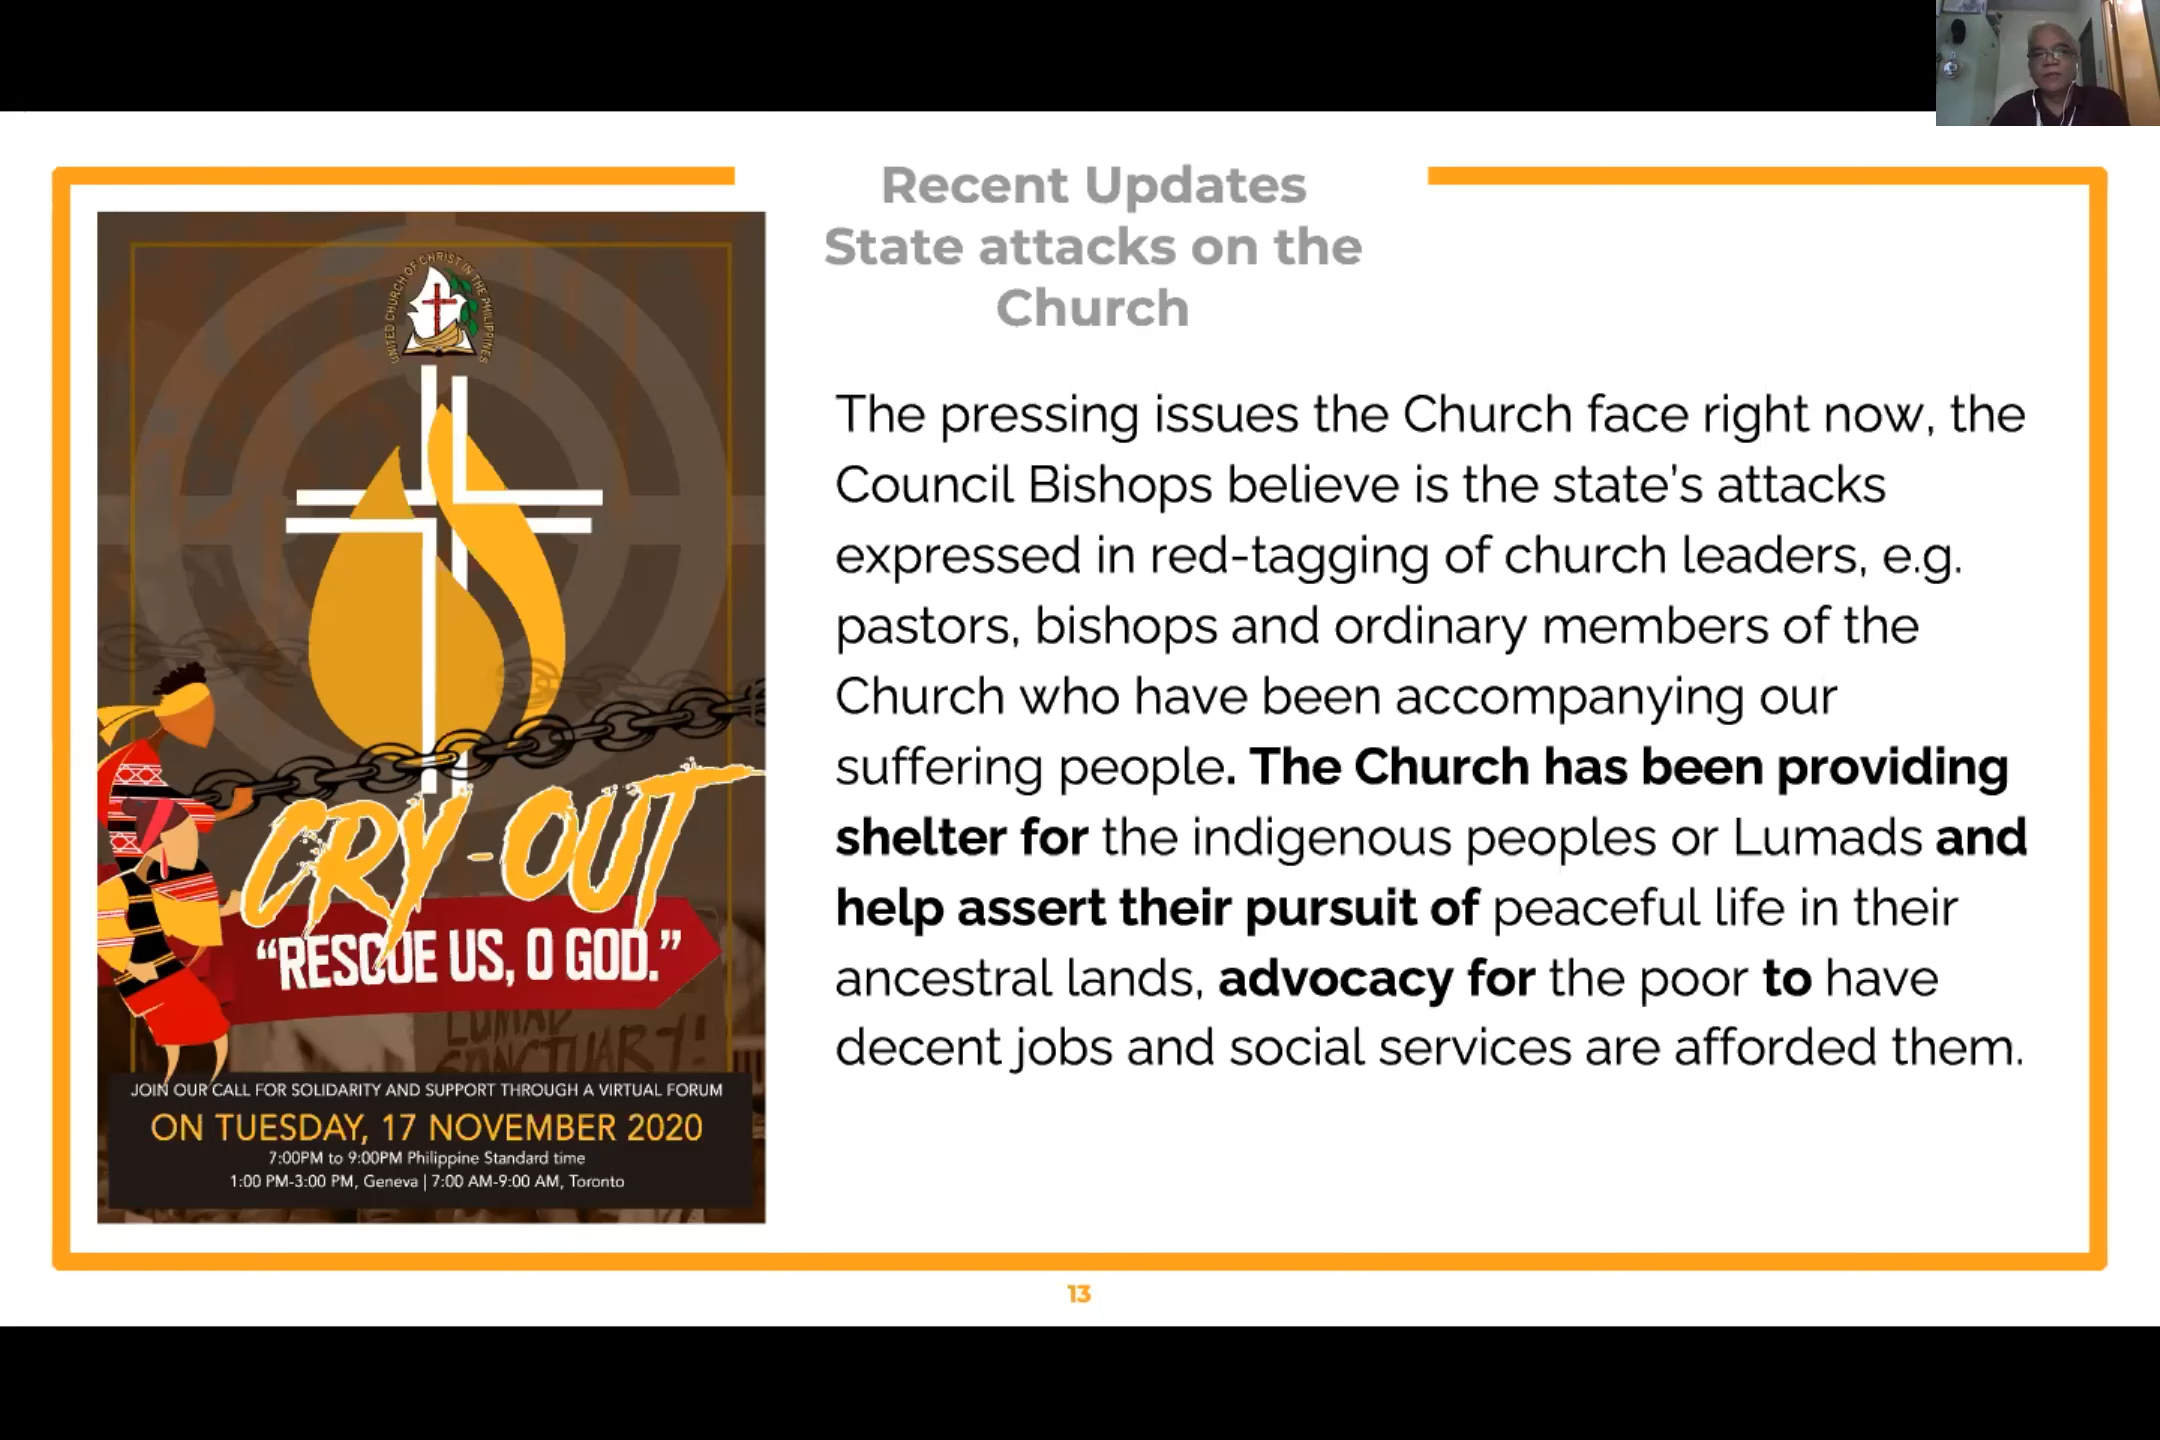 Recent Updates
State attacks on the
Church
UNITED CHURCH OF CHRIST IN THE PHILIPPINES
CRY-OUT
“RESCUE US, O GOD.”
LUMAD
SANCTUARY!
JOIN OUR CALL FOR SOLIDARITY AND SUPPORT THROUGH A VIRTUAL FORUM
ON TUESDAY, 17 NOVEMBER 2020
7:00PM to 9:00PM Philippine Standard time
1:00 PM-3:00 PM, Geneva | 7:00 AM-9:00 AM, Toronto
The pressing issues the Church face right now, the
Council Bishops believe is the state's attacks
expressed in red-tagging of church leaders, e.g.
pastors, bishops and ordinary members of the
Church who have been accompanying our
suffering people. The Church has been providing
shelter for the indigenous peoples or Lumads and
help assert their pursuit of peaceful life in their
ancestral lands, advocacy for the poor to have
decent jobs and social services are afforded them.
13